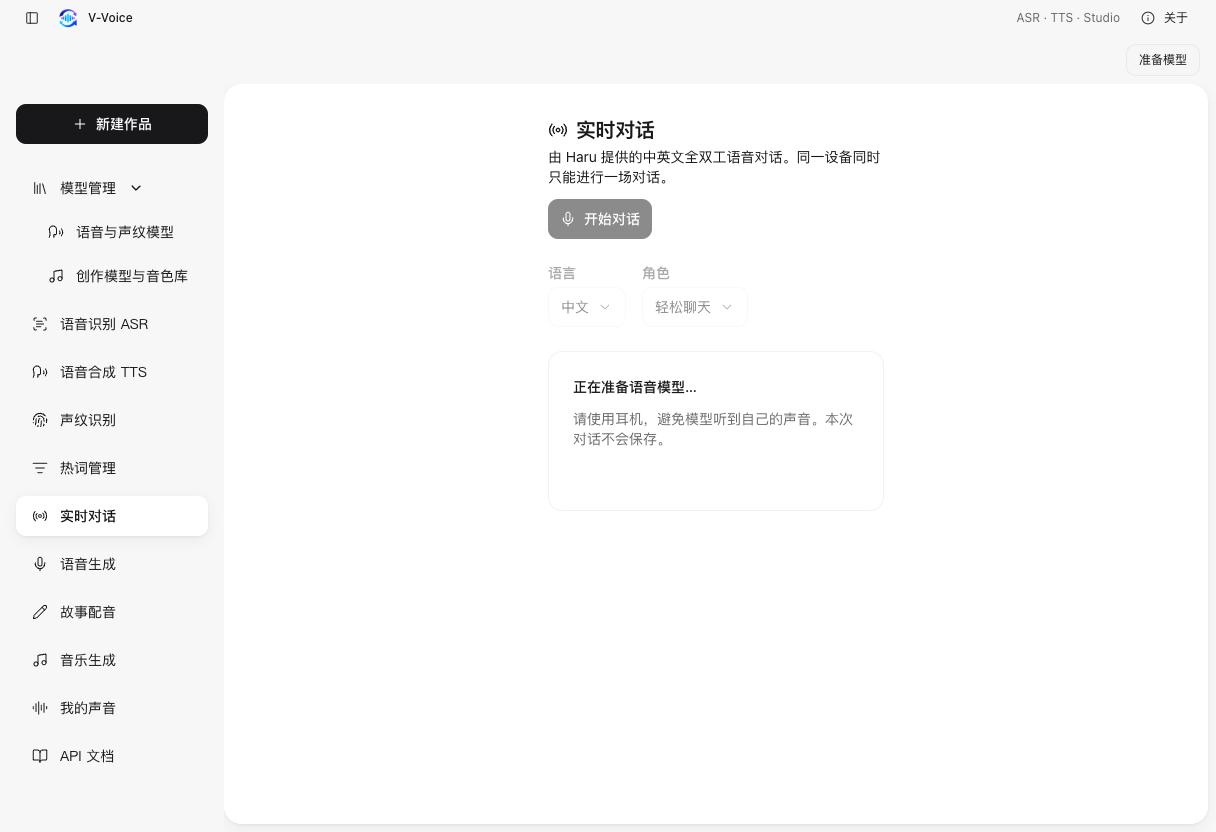 V-Voice
ASR · TTS · Studio
关于
准备模型
新建作品
模型管理
语音与声纹模型
创作模型与音色库
语音识别 ASR
语音合成 TTS
声纹识别
热词管理
实时对话
语音生成
故事配音
音乐生成
我的声音
API 文档
实时对话
由 Haru 提供的中英文全双工语音对话。同一设备同时
只能进行一场对话。
开始对话
语言
角色
中文
轻松聊天
正在准备语音模型...
请使用耳机，避免模型听到自己的声音。本次
对话不会保存。